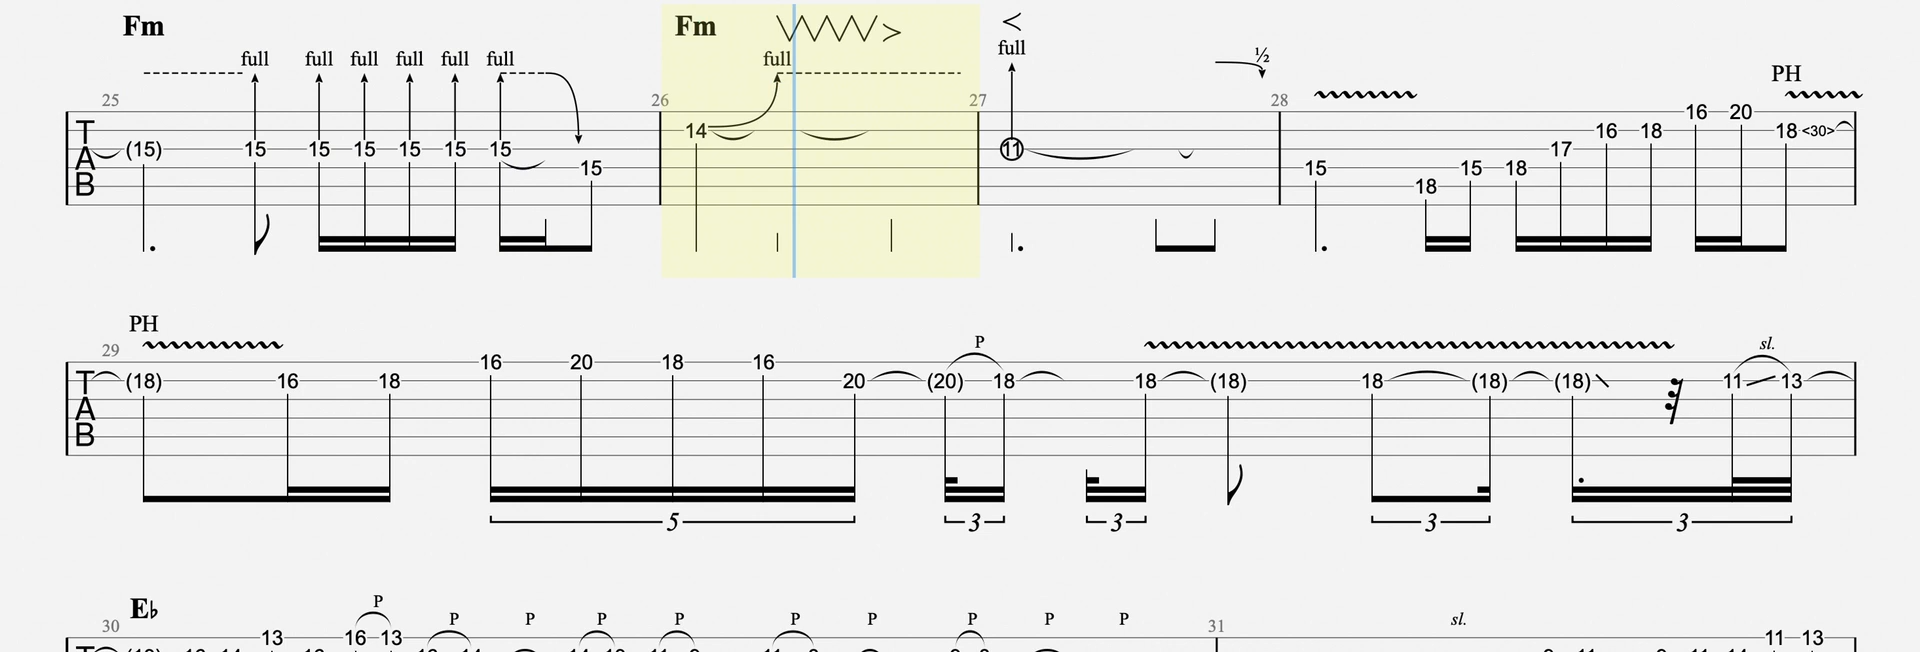 Fm Fm <
full full full full full full full full ½
25 26 27 28 PH
T A B (15) 15 15 15 15 15 15 15 14 11 15 18 15 18 17 16 18 16 20 18 <30>
PH
29 P sl.
T A B (18) 16 18 16 20 18 16 20 (20) 18 18 (18) 18 (18) (18) 11 13
5 3 3 3 3
E♭ P P P P P P P P P P sl.
30 13 16 13 31 11 13